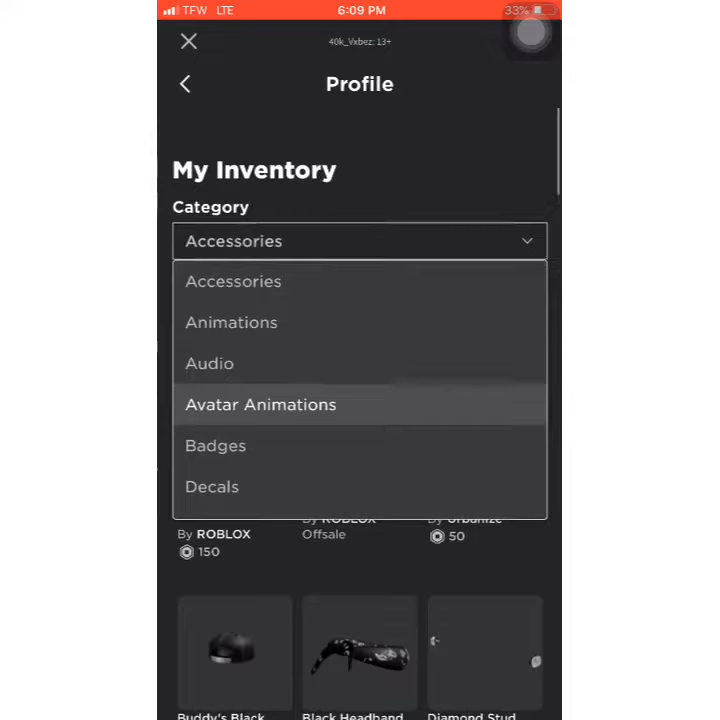 TFW LTE 6:09 PM 33%
40k_Vxbez: 13+
Profile
My Inventory
Category
Accessories
Accessories
Animations
Audio
Avatar Animations
Badges
Decals
By ROBLOX By ROBLOX By Urbanize
150 Offsale 50
Buddy's Black Black Headband Diamond Stud